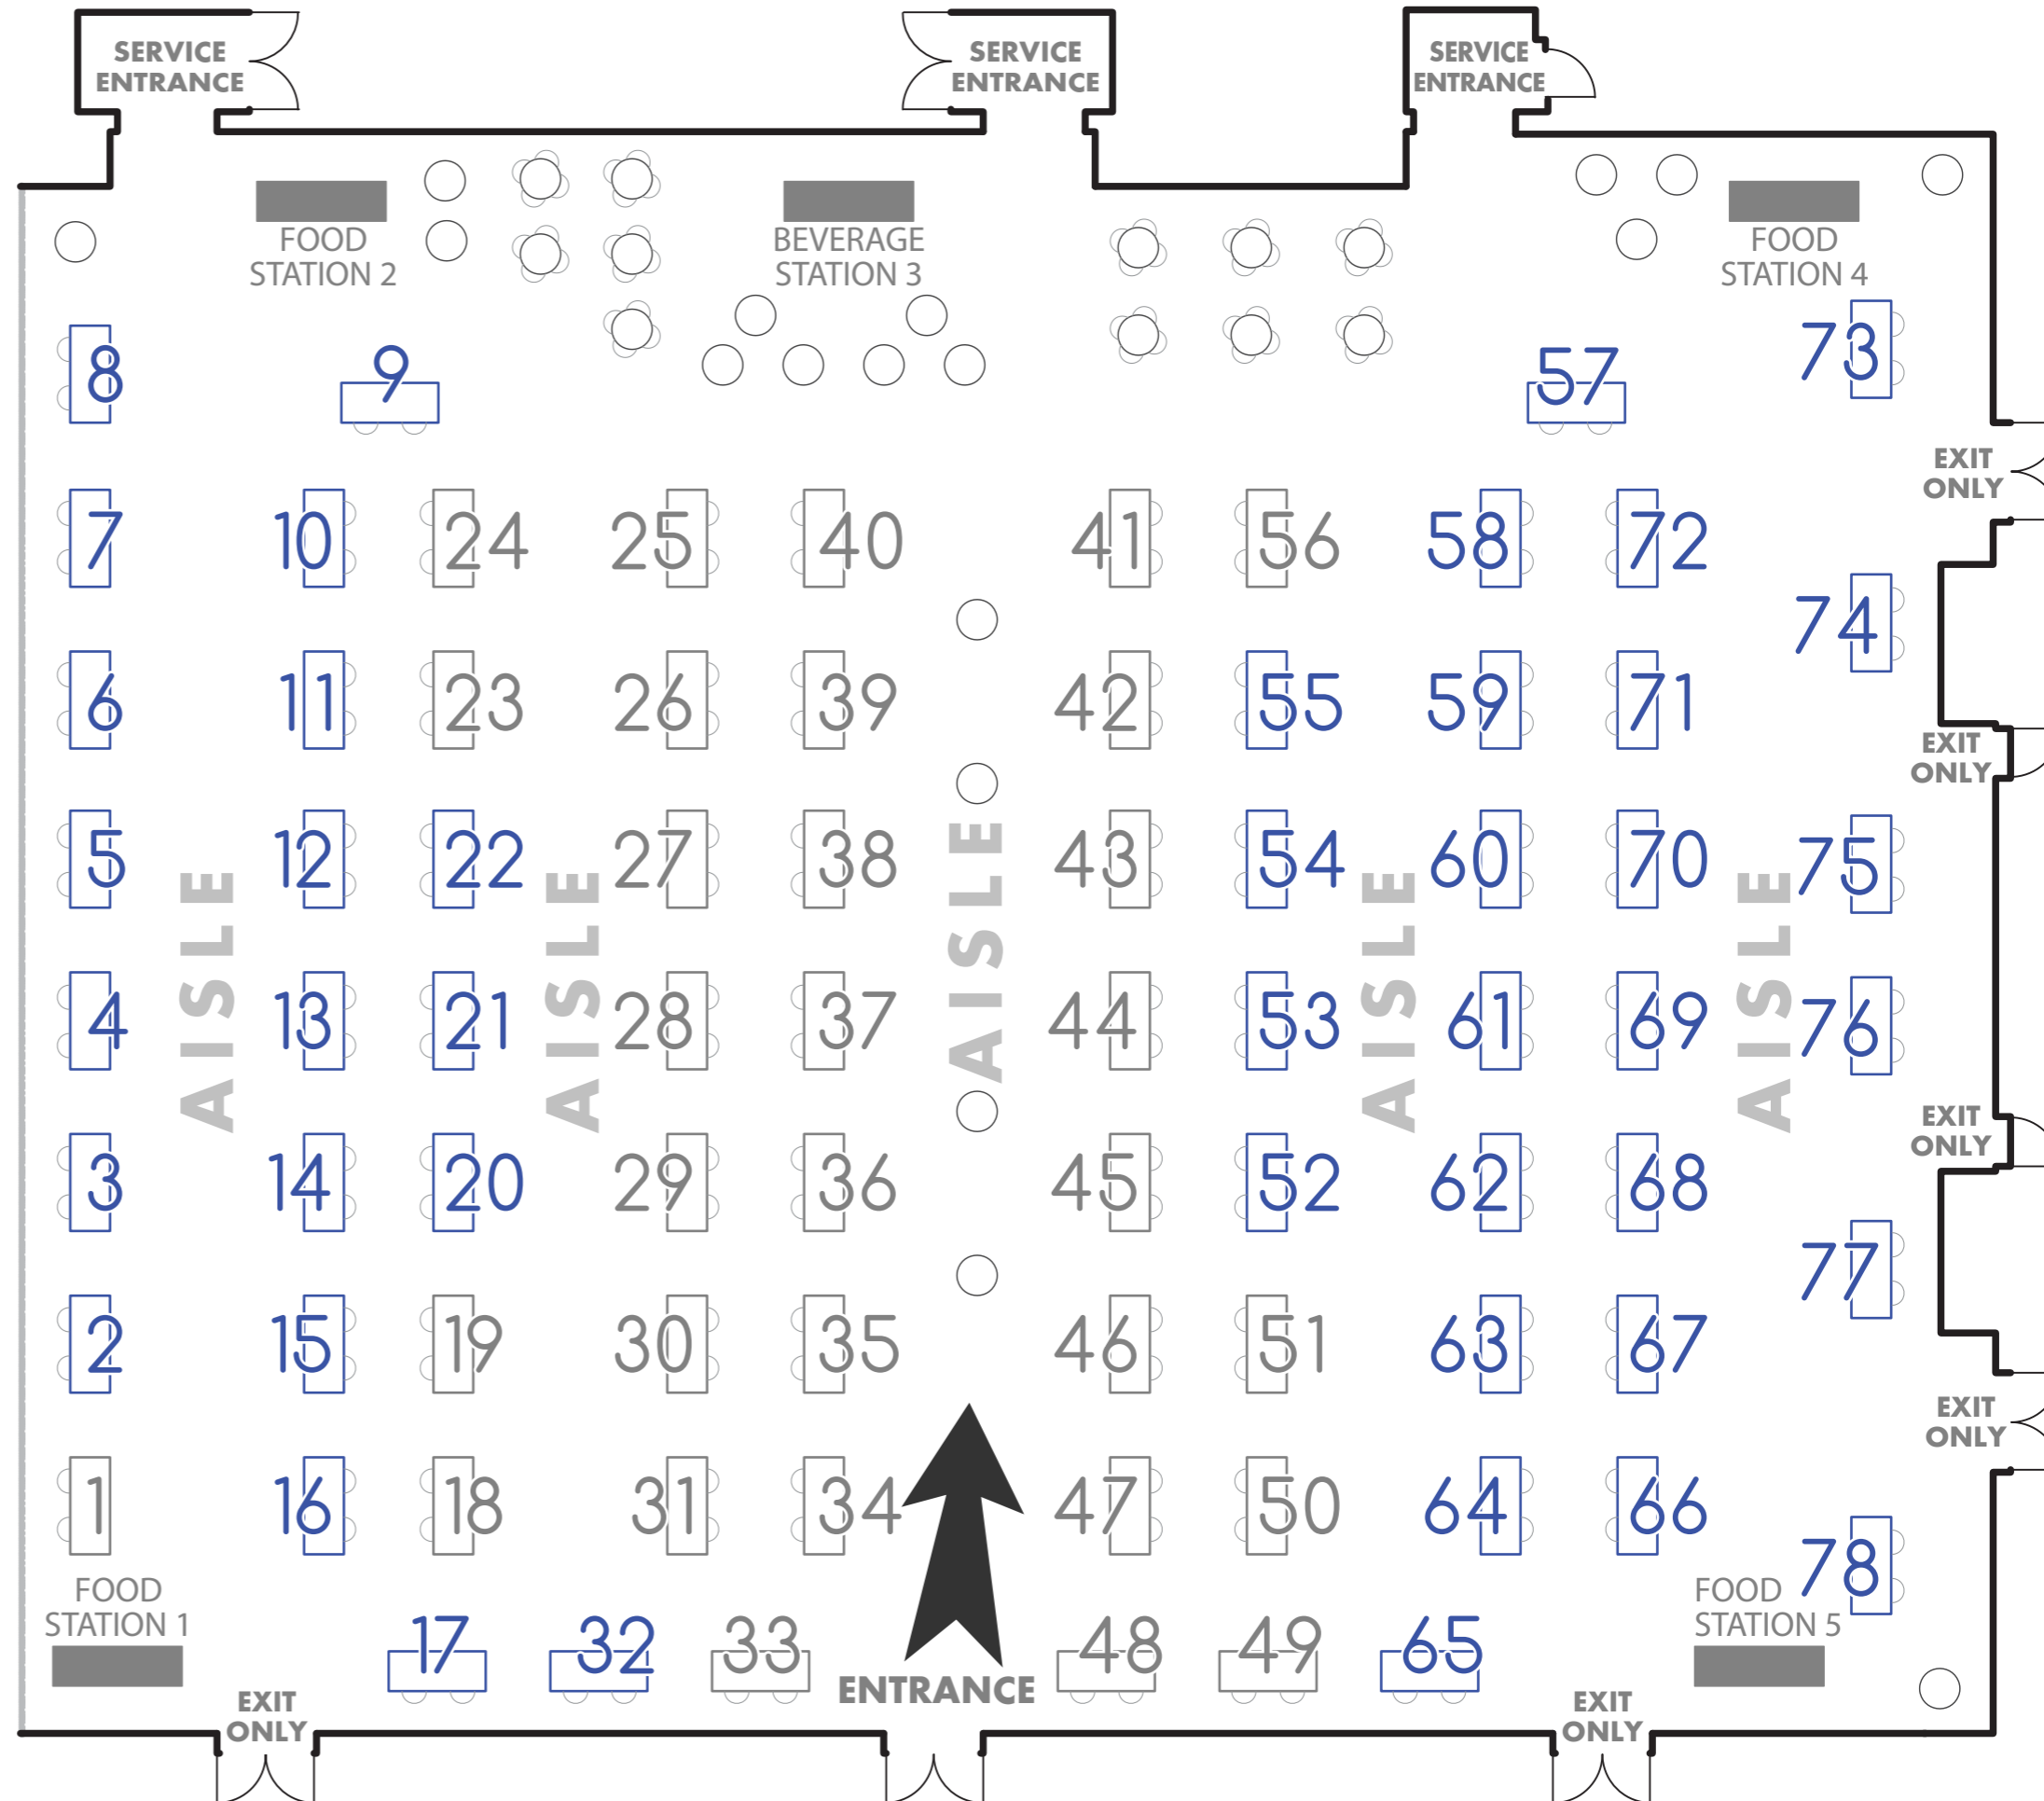 SERVICE
ENTRANCE
SERVICE
ENTRANCE
SERVICE
ENTRANCE
FOOD
STATION 2
BEVERAGE
STATION 3
FOOD
STATION 4
8
9
57
73
EXIT
ONLY
7
10
24
25
40
41
56
58
72
74
6
11
23
26
39
42
55
59
71
EXIT
ONLY
5
12
22
27
38
43
54
60
70
75
AISLE
AISLE
AISLE
AISLE
AISLE
4
13
21
28
37
44
53
61
69
76
EXIT
ONLY
3
14
20
29
36
45
52
62
68
77
2
15
19
30
35
46
51
63
67
EXIT
ONLY
1
16
18
31
34
47
50
64
66
78
FOOD
STATION 1
FOOD
STATION 5
17
32
33
48
49
65
ENTRANCE
EXIT
ONLY
EXIT
ONLY